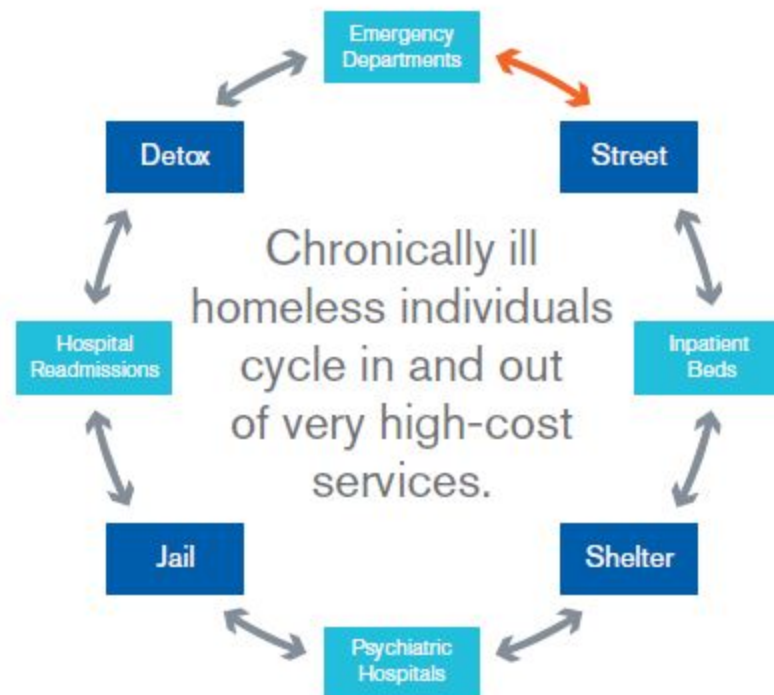 Emergency
Departments
Detox
Street
Chronically ill
homeless individuals
cycle in and out
of very high-cost
services.
Hospital
Readmissions
Inpatient
Beds
Jail
Shelter
Psychiatric
Hospitals